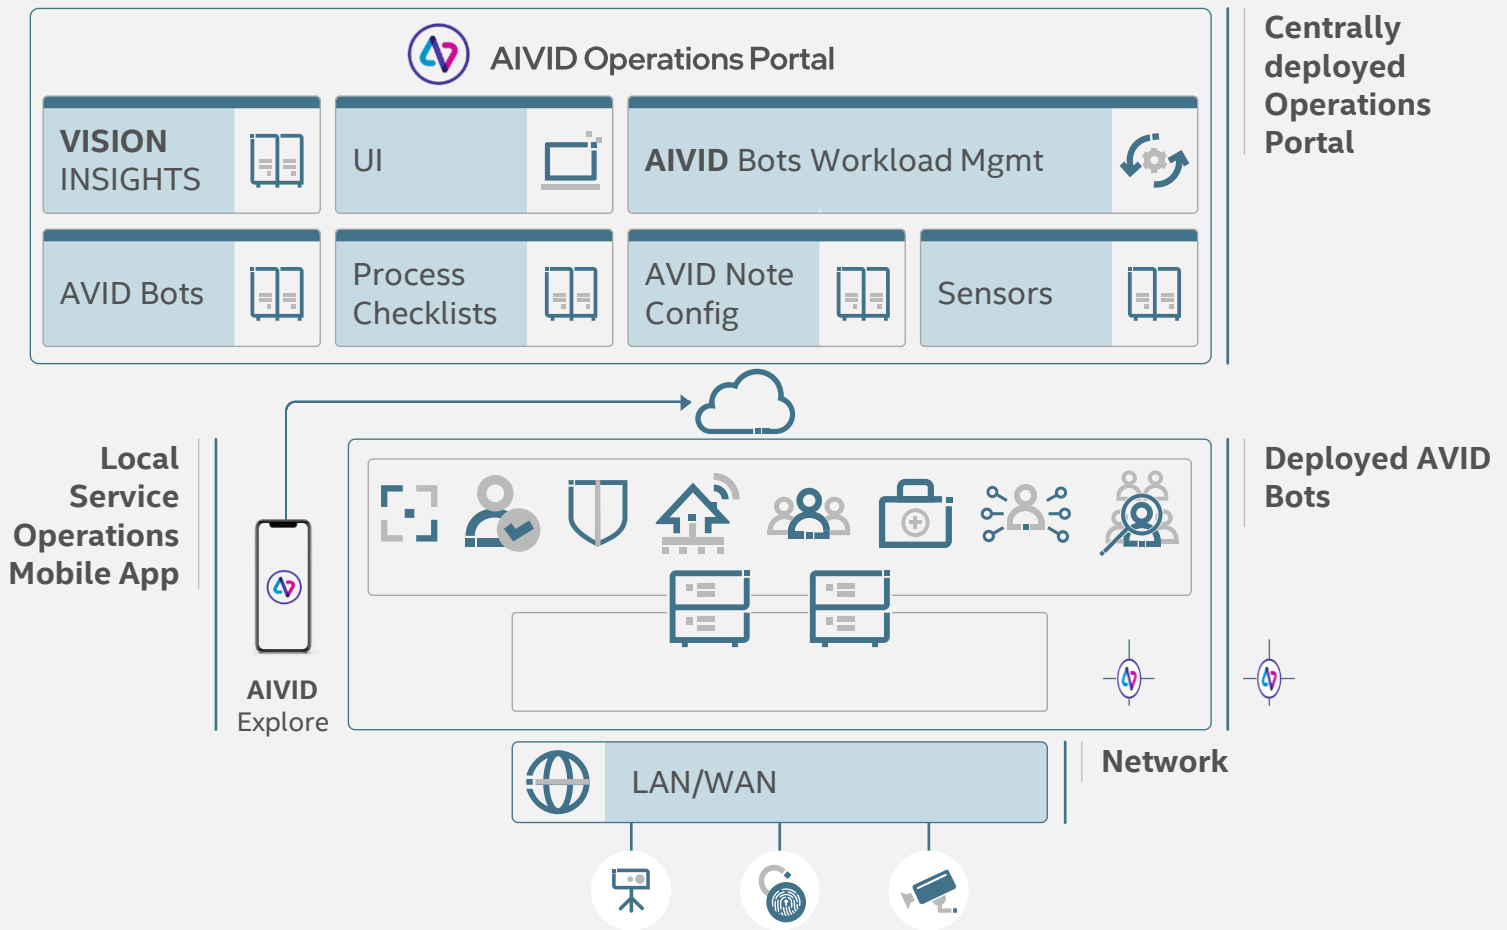 AIVID Operations Portal
Centrally
deployed
Operations
Portal
VISION
INSIGHTS
UI
AIVID Bots Workload Mgmt
AVID Bots
Process
Checklists
AVID Note
Config
Sensors
Local
Service
Operations
Mobile App
Deployed AVID
Bots
AIVID
Explore
LAN/WAN
Network